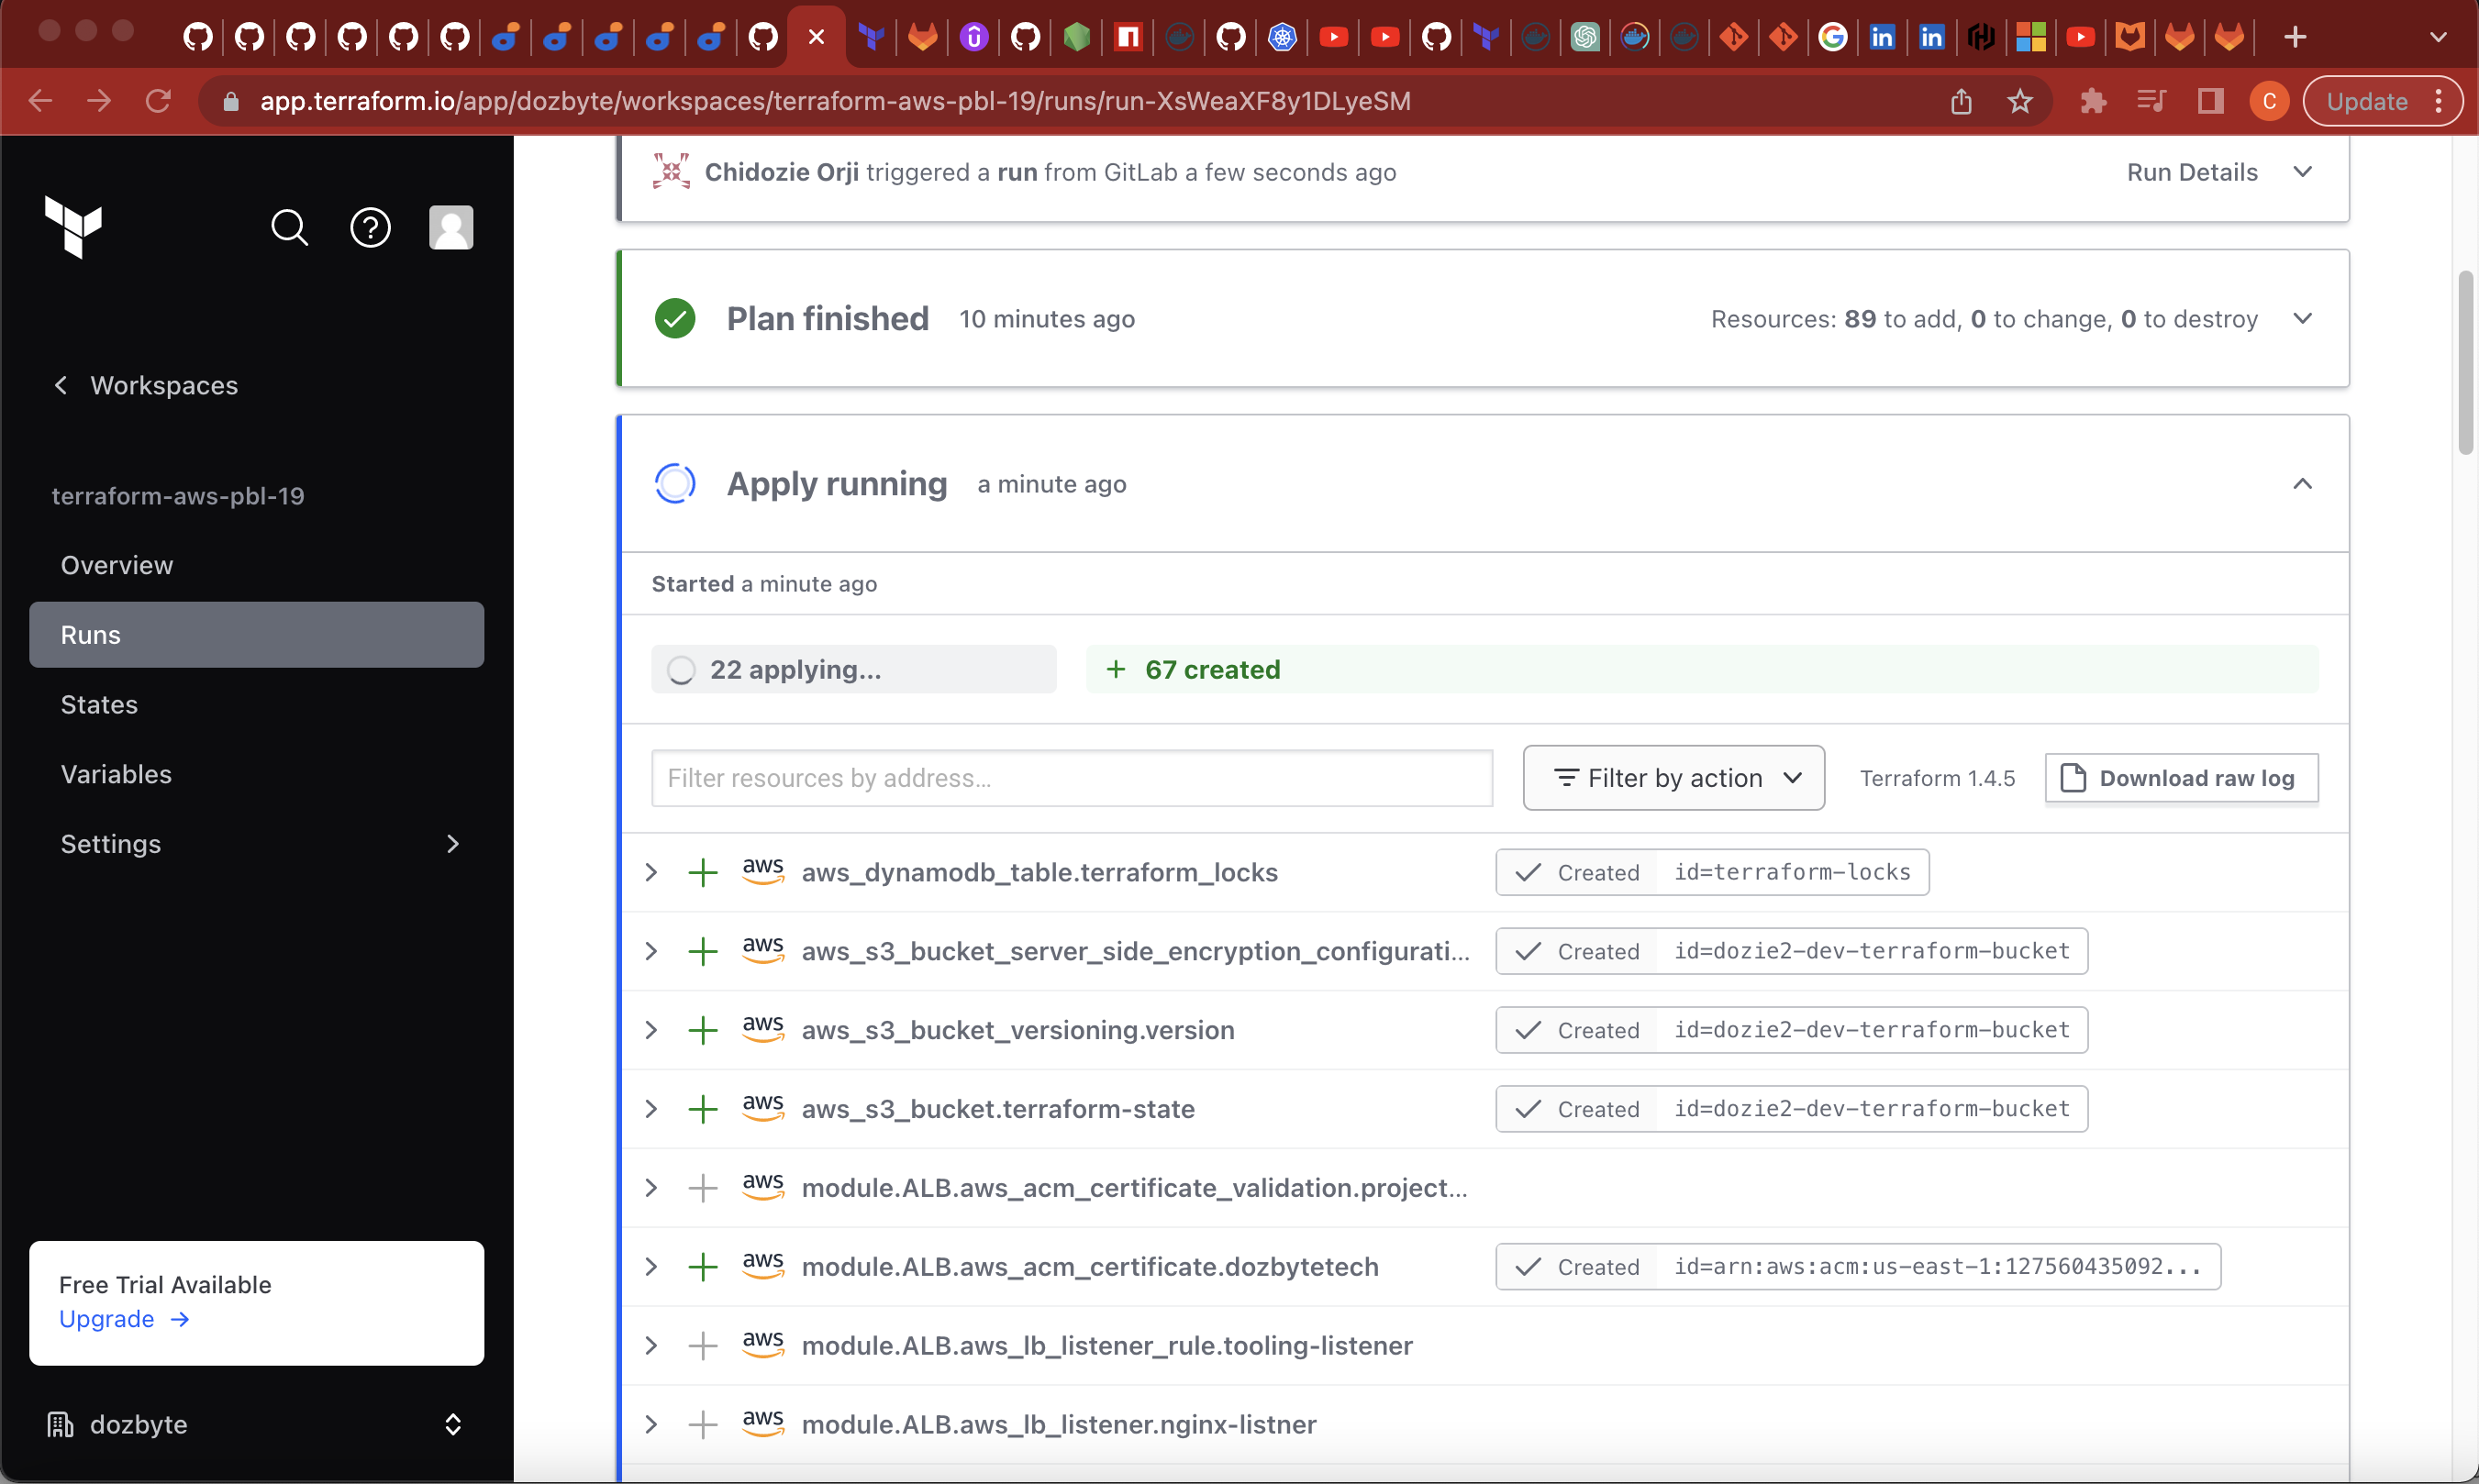 app.terraform.io/app/dozbyte/workspaces/terraform-aws-pbl-19/runs/run-XsWeaXF8y1DLyeSM
C
Update
Workspaces
terraform-aws-pbl-19
Overview
Runs
States
Variables
Settings
Free Trial Available
Upgrade →
dozbyte
Chidozie Orji triggered a run from GitLab a few seconds ago
Run Details
Plan finished 10 minutes ago
Resources: 89 to add, 0 to change, 0 to destroy
Apply running a minute ago
Started a minute ago
22 applying...
+ 67 created
Filter resources by address...
Filter by action
Terraform 1.4.5
Download raw log
aws aws_dynamodb_table.terraform_locks Created id=terraform-locks
aws aws_s3_bucket_server_side_encryption_configurati... Created id=dozie2-dev-terraform-bucket
aws aws_s3_bucket_versioning.version Created id=dozie2-dev-terraform-bucket
aws aws_s3_bucket.terraform-state Created id=dozie2-dev-terraform-bucket
aws module.ALB.aws_acm_certificate_validation.project...
aws module.ALB.aws_acm_certificate.dozbytetech Created id=arn:aws:acm:us-east-1:127560435092...
aws module.ALB.aws_lb_listener_rule.tooling-listener
aws module.ALB.aws_lb_listener.nginx-listner